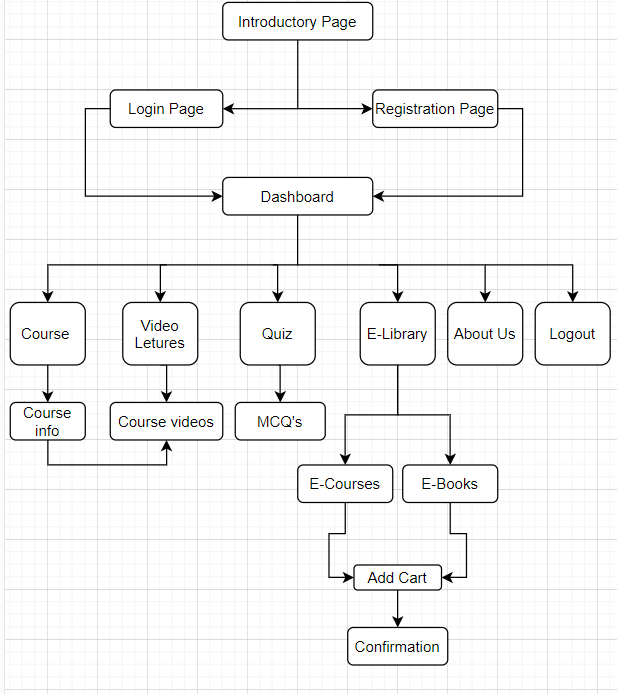 Introductory Page
Login Page
Registration Page
Dashboard
Course
Video
Letures
Quiz
E-Library
About Us
Logout
Course
info
Course videos
MCQ's
E-Courses
E-Books
Add Cart
Confirmation